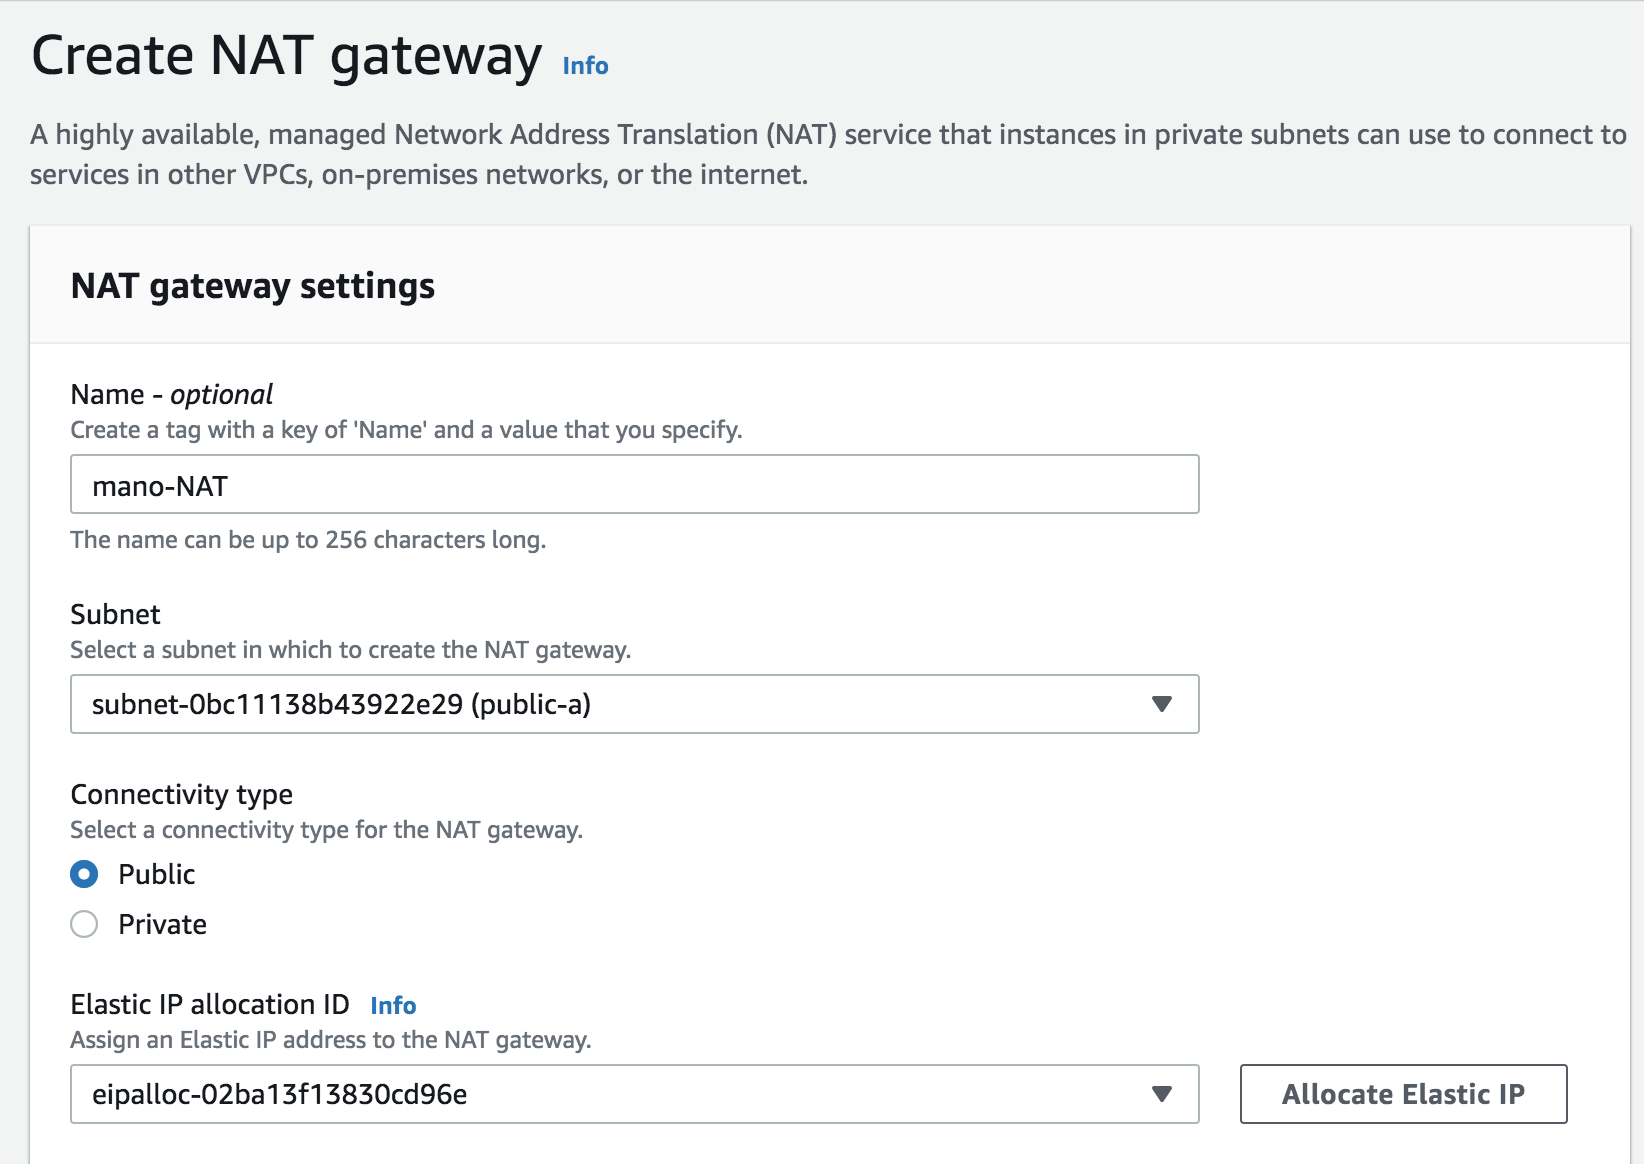 Create NAT gateway Info
A highly available, managed Network Address Translation (NAT) service that instances in private subnets can use to connect to
services in other VPCs, on-premises networks, or the internet.
NAT gateway settings
Name - optional
Create a tag with a key of 'Name' and a value that you specify.
mano-NAT
The name can be up to 256 characters long.
Subnet
Select a subnet in which to create the NAT gateway.
subnet-0bc11138b43922e29 (public-a)
Connectivity type
Select a connectivity type for the NAT gateway.
Public
Private
Elastic IP allocation ID Info
Assign an Elastic IP address to the NAT gateway.
eipalloc-02ba13f13830cd96e
Allocate Elastic IP